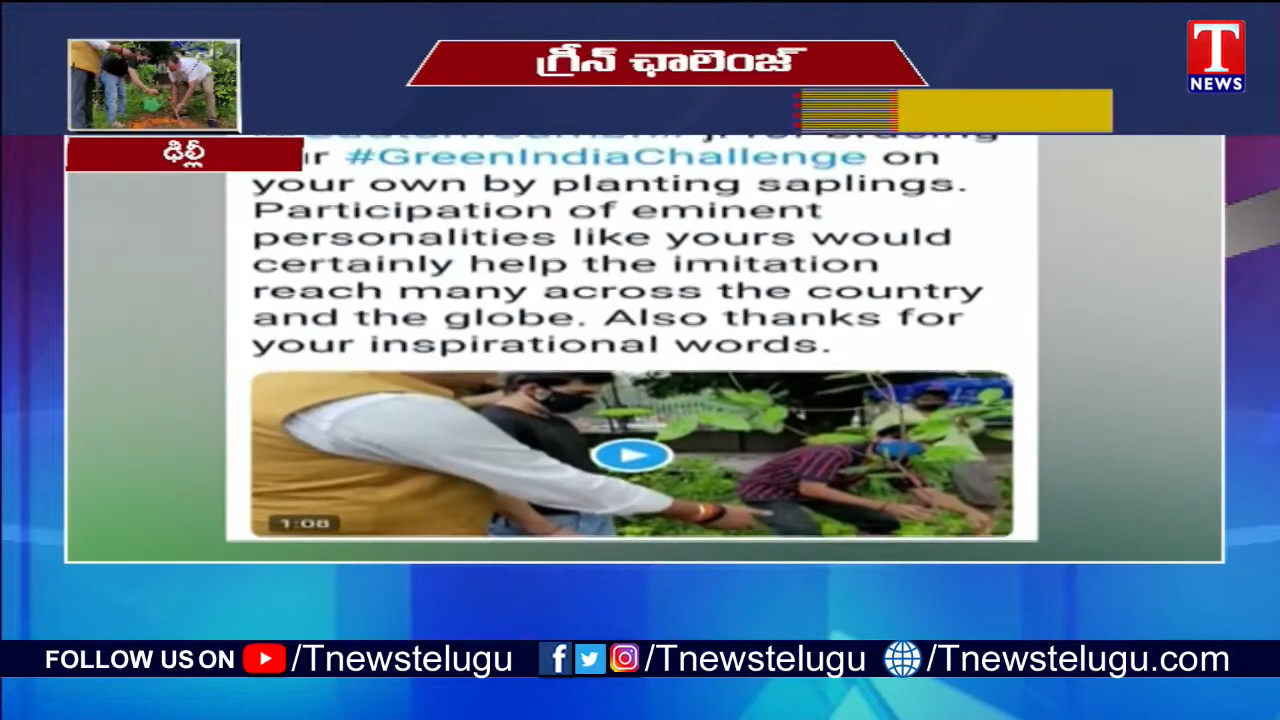 గ్రీన్ ఛాలెంజ్
T
NEWS
ఢిల్లీ
#GreenIndiaChallenge on
your own by planting saplings.
Participation of eminent
personalities like yours would
certainly help the imitation
reach many across the country
and the globe. Also thanks for
your inspirational words.
1:08
FOLLOW US ON /Tnewstelugu /Tnewstelugu /Tnewstelugu.com